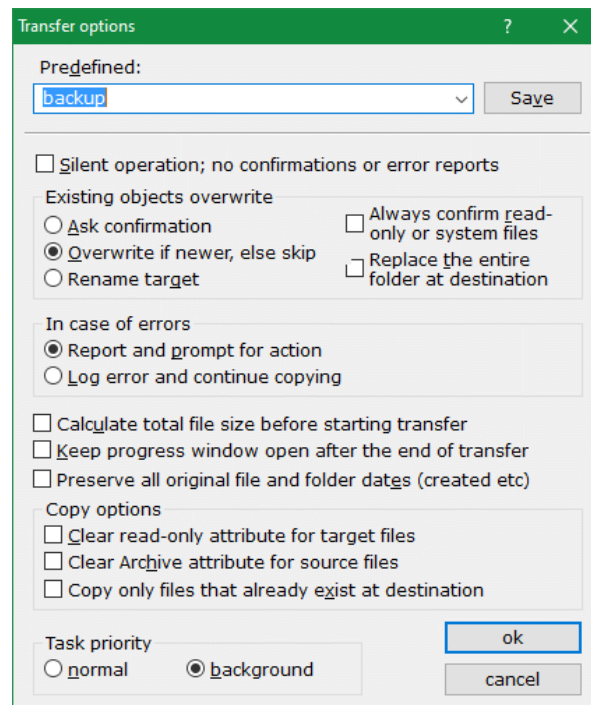 Transfer options ?
Predefined:
backup Save
Silent operation; no confirmations or error reports
Existing objects overwrite
Ask confirmation
Overwrite if newer, else skip
Rename target
Always confirm read-
only or system files
Replace the entire
folder at destination
In case of errors
Report and prompt for action
Log error and continue copying
Calculate total file size before starting transfer
Keep progress window open after the end of transfer
Preserve all original file and folder dates (created etc)
Copy options
Clear read-only attribute for target files
Clear Archive attribute for source files
Copy only files that already exist at destination
Task priority
normal background
ok
cancel